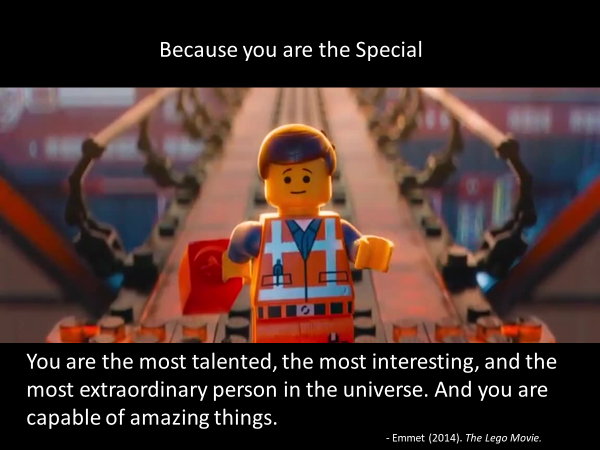 Because you are the Special
You are the most talented, the most interesting, and the
most extraordinary person in the universe. And you are
capable of amazing things.
- Emmet (2014). The Lego Movie.